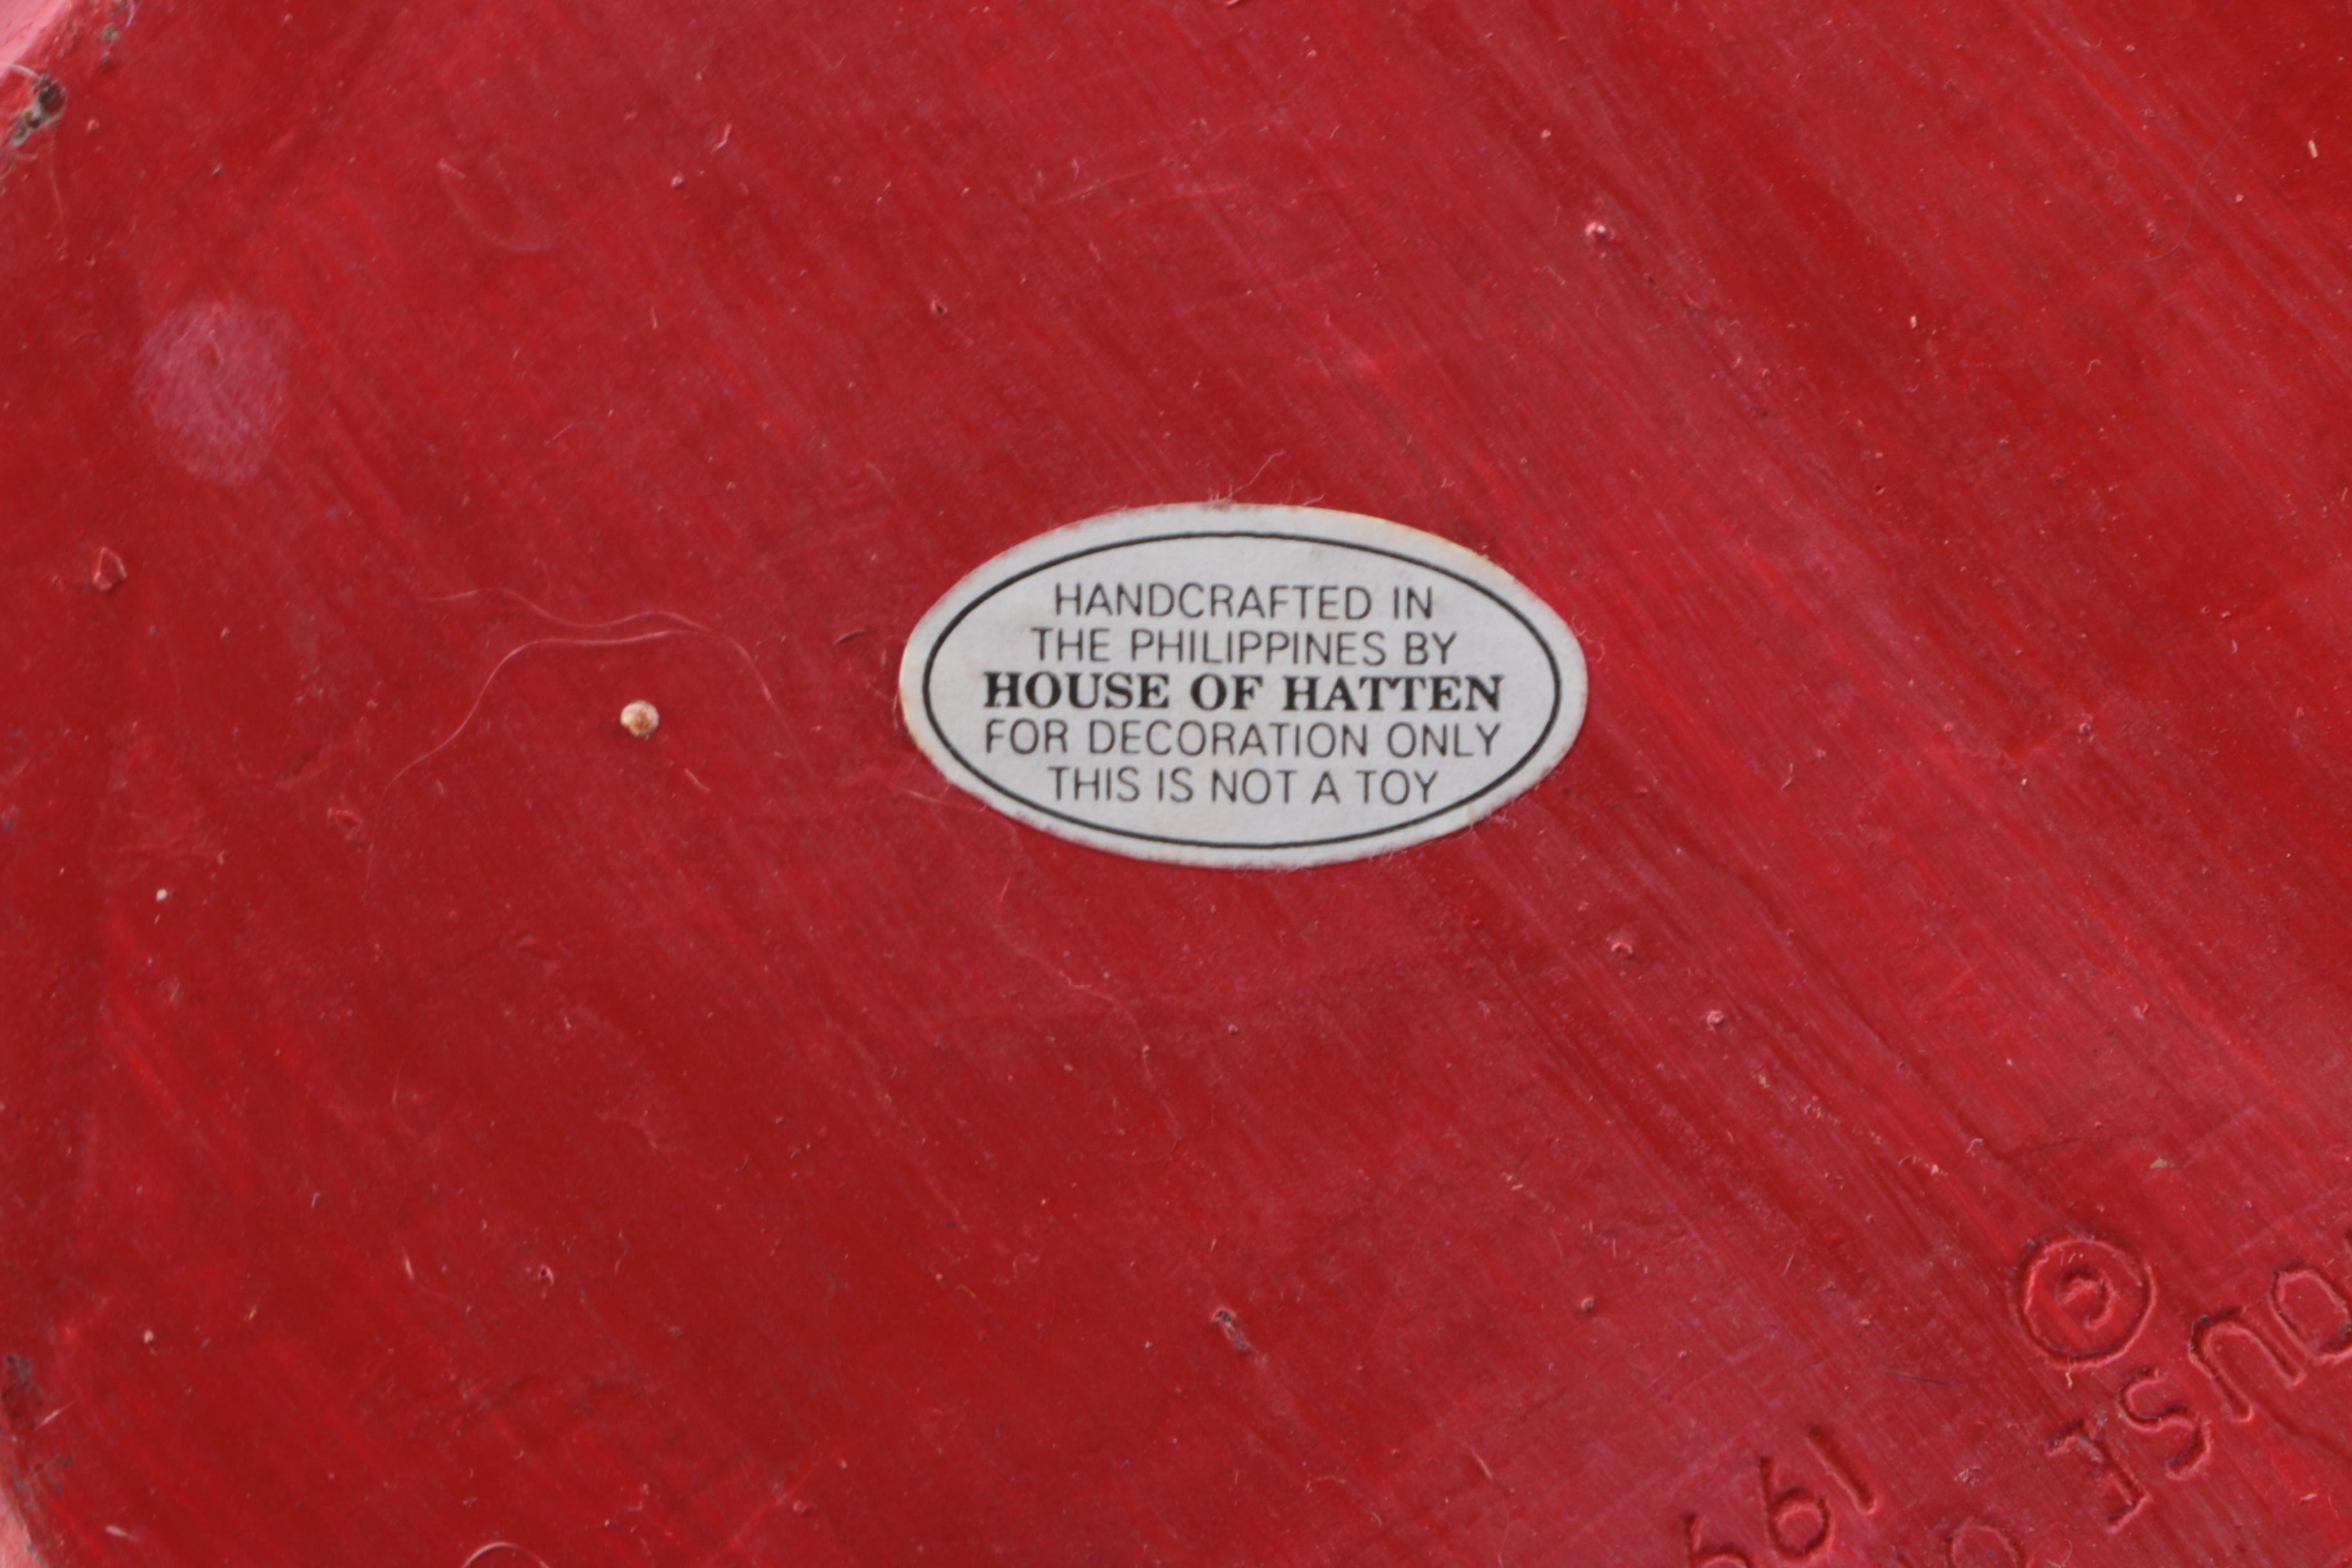 HANDCRAFTED IN
THE PHILIPPINES BY
HOUSE OF HATTEN
FOR DECORATION ONLY
THIS IS NOT A TOY
©